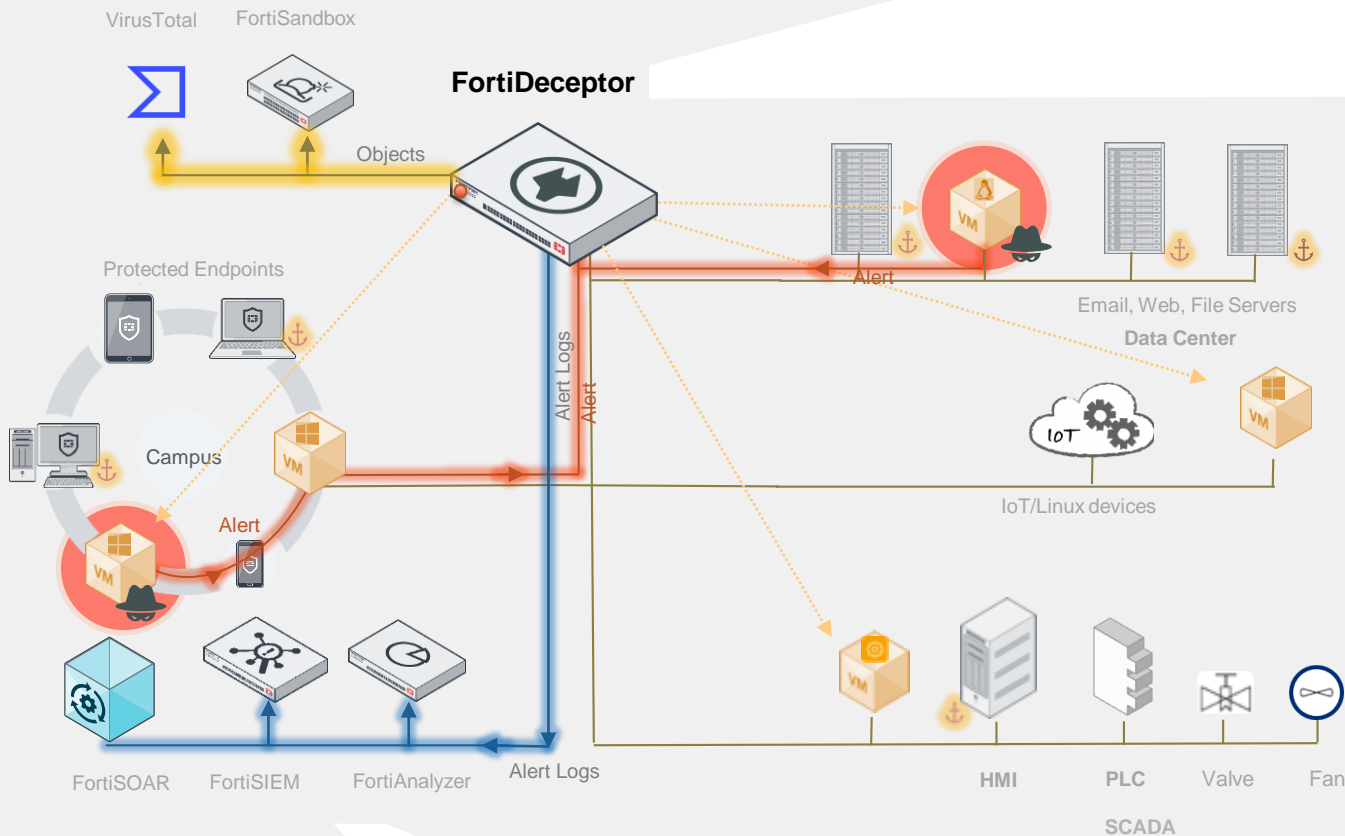 VirusTotal
FortiSandbox
FortiDeceptor
Objects
VM
Alert
Email, Web, File Servers
Data Center
Protected Endpoints
Campus
VM
Alert
VM
Alert Logs
Alert
IoT
VM
IoT/Linux devices
VM
FortiSOAR
FortiSIEM
FortiAnalyzer
Alert Logs
HMI
PLC
Valve
Fan
SCADA